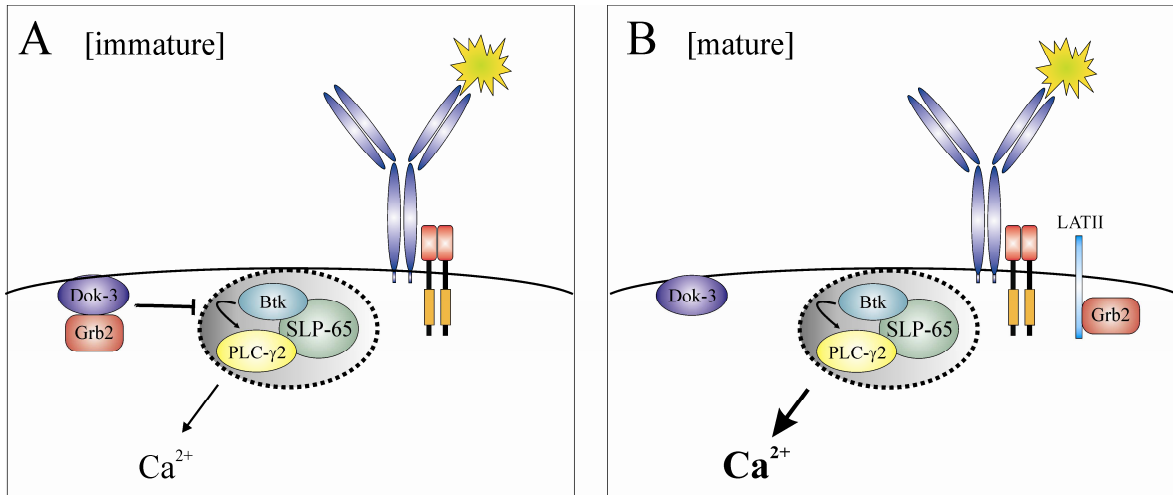 A [immature]
Dok-3
Grb2
Btk
SLP-65
PLC-γ2
Ca²⁺
B [mature]
LATII
Dok-3
Grb2
Btk
SLP-65
PLC-γ2
Ca²⁺